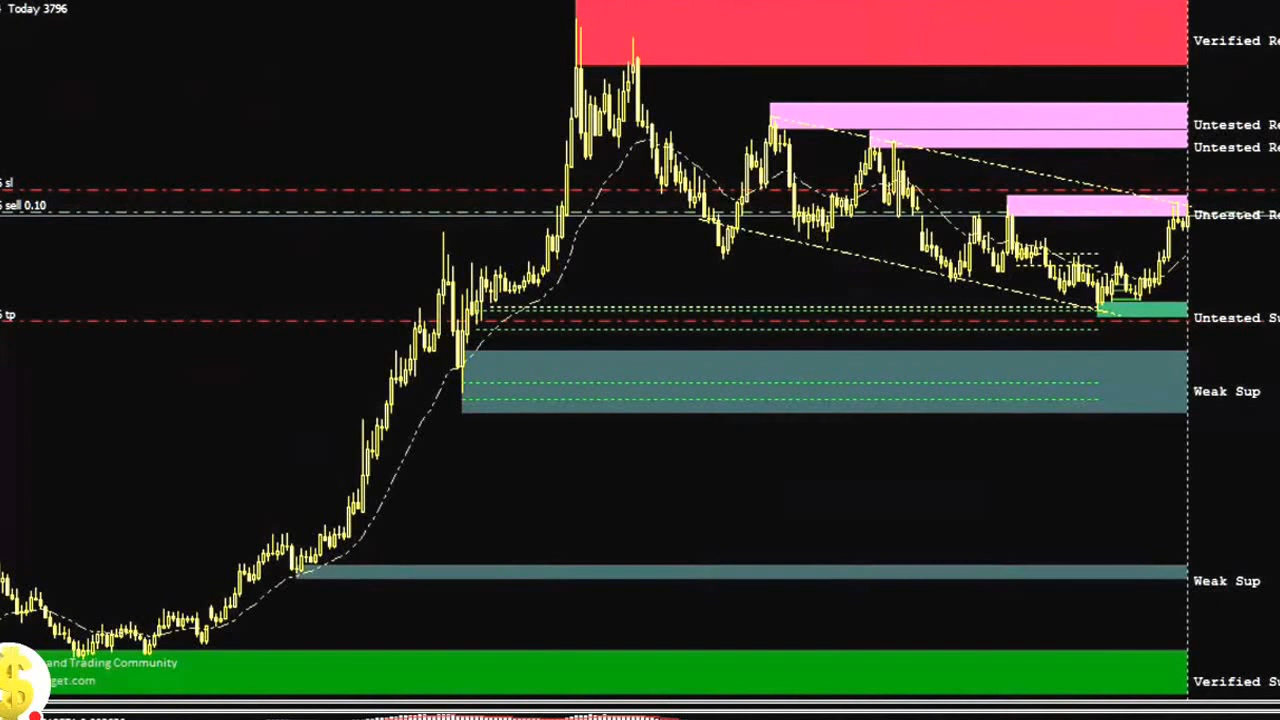 Today 3796
Verified Re
Untested Re
Untested Re
sl
sell 0.10
Untested Re
tp
Untested Su
Weak Sup
Weak Sup
and Trading Community
get.com
Verified Su